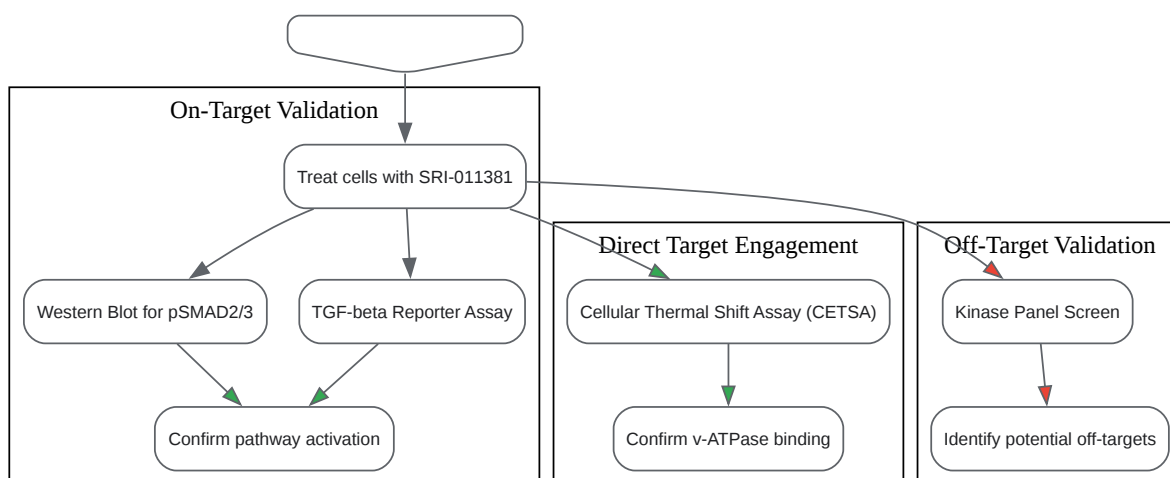 On-Target Validation
Treat cells with SRI-011381
Direct Target Engagement
Off-Target Validation
Western Blot for pSMAD2/3
TGF-beta Reporter Assay
Cellular Thermal Shift Assay (CETSA)
Kinase Panel Screen
Confirm pathway activation
Confirm v-ATPase binding
Identify potential off-targets